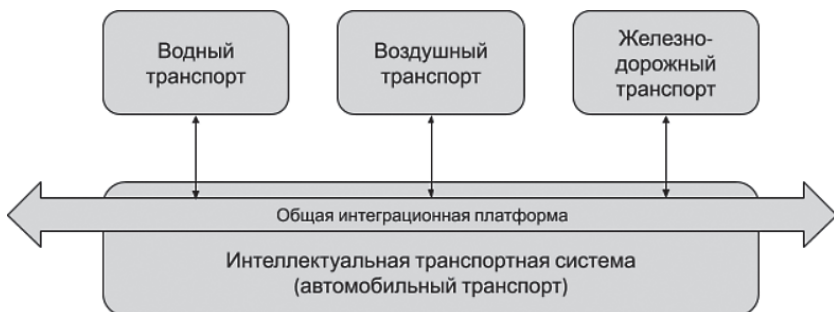 Водный
транспорт
Воздушный
транспорт
Железно-
дорожный
транспорт
Общая интеграционная платформа
Интеллектуальная транспортная система
(автомобильный транспорт)